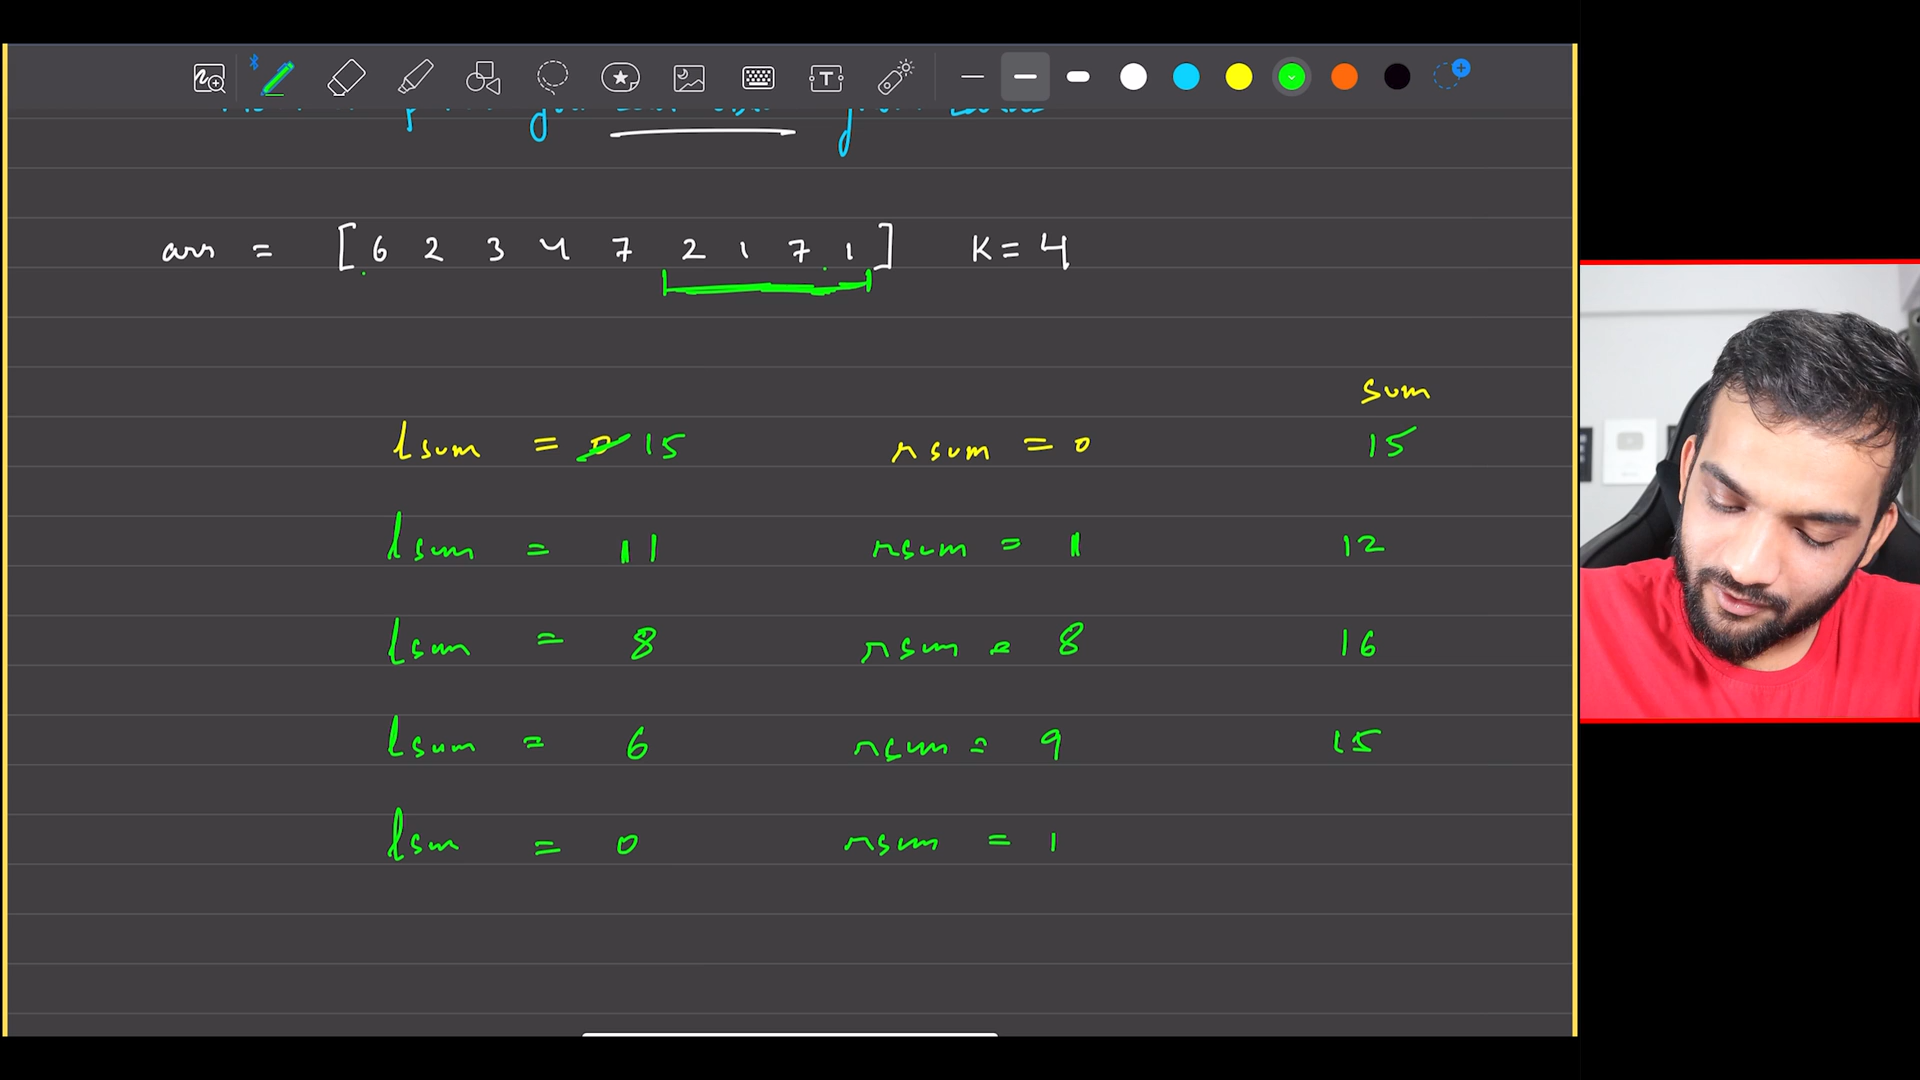 arr = [6 2 3 4 7 2 1 7 1] K = 4
sum
lsum = 0 15 rsum = 0 15
lsum = 11 rsum = 1 12
lsum = 8 rsum = 8 16
lsum = 6 rsum = 9 15
lsum = 0 rsum = 1